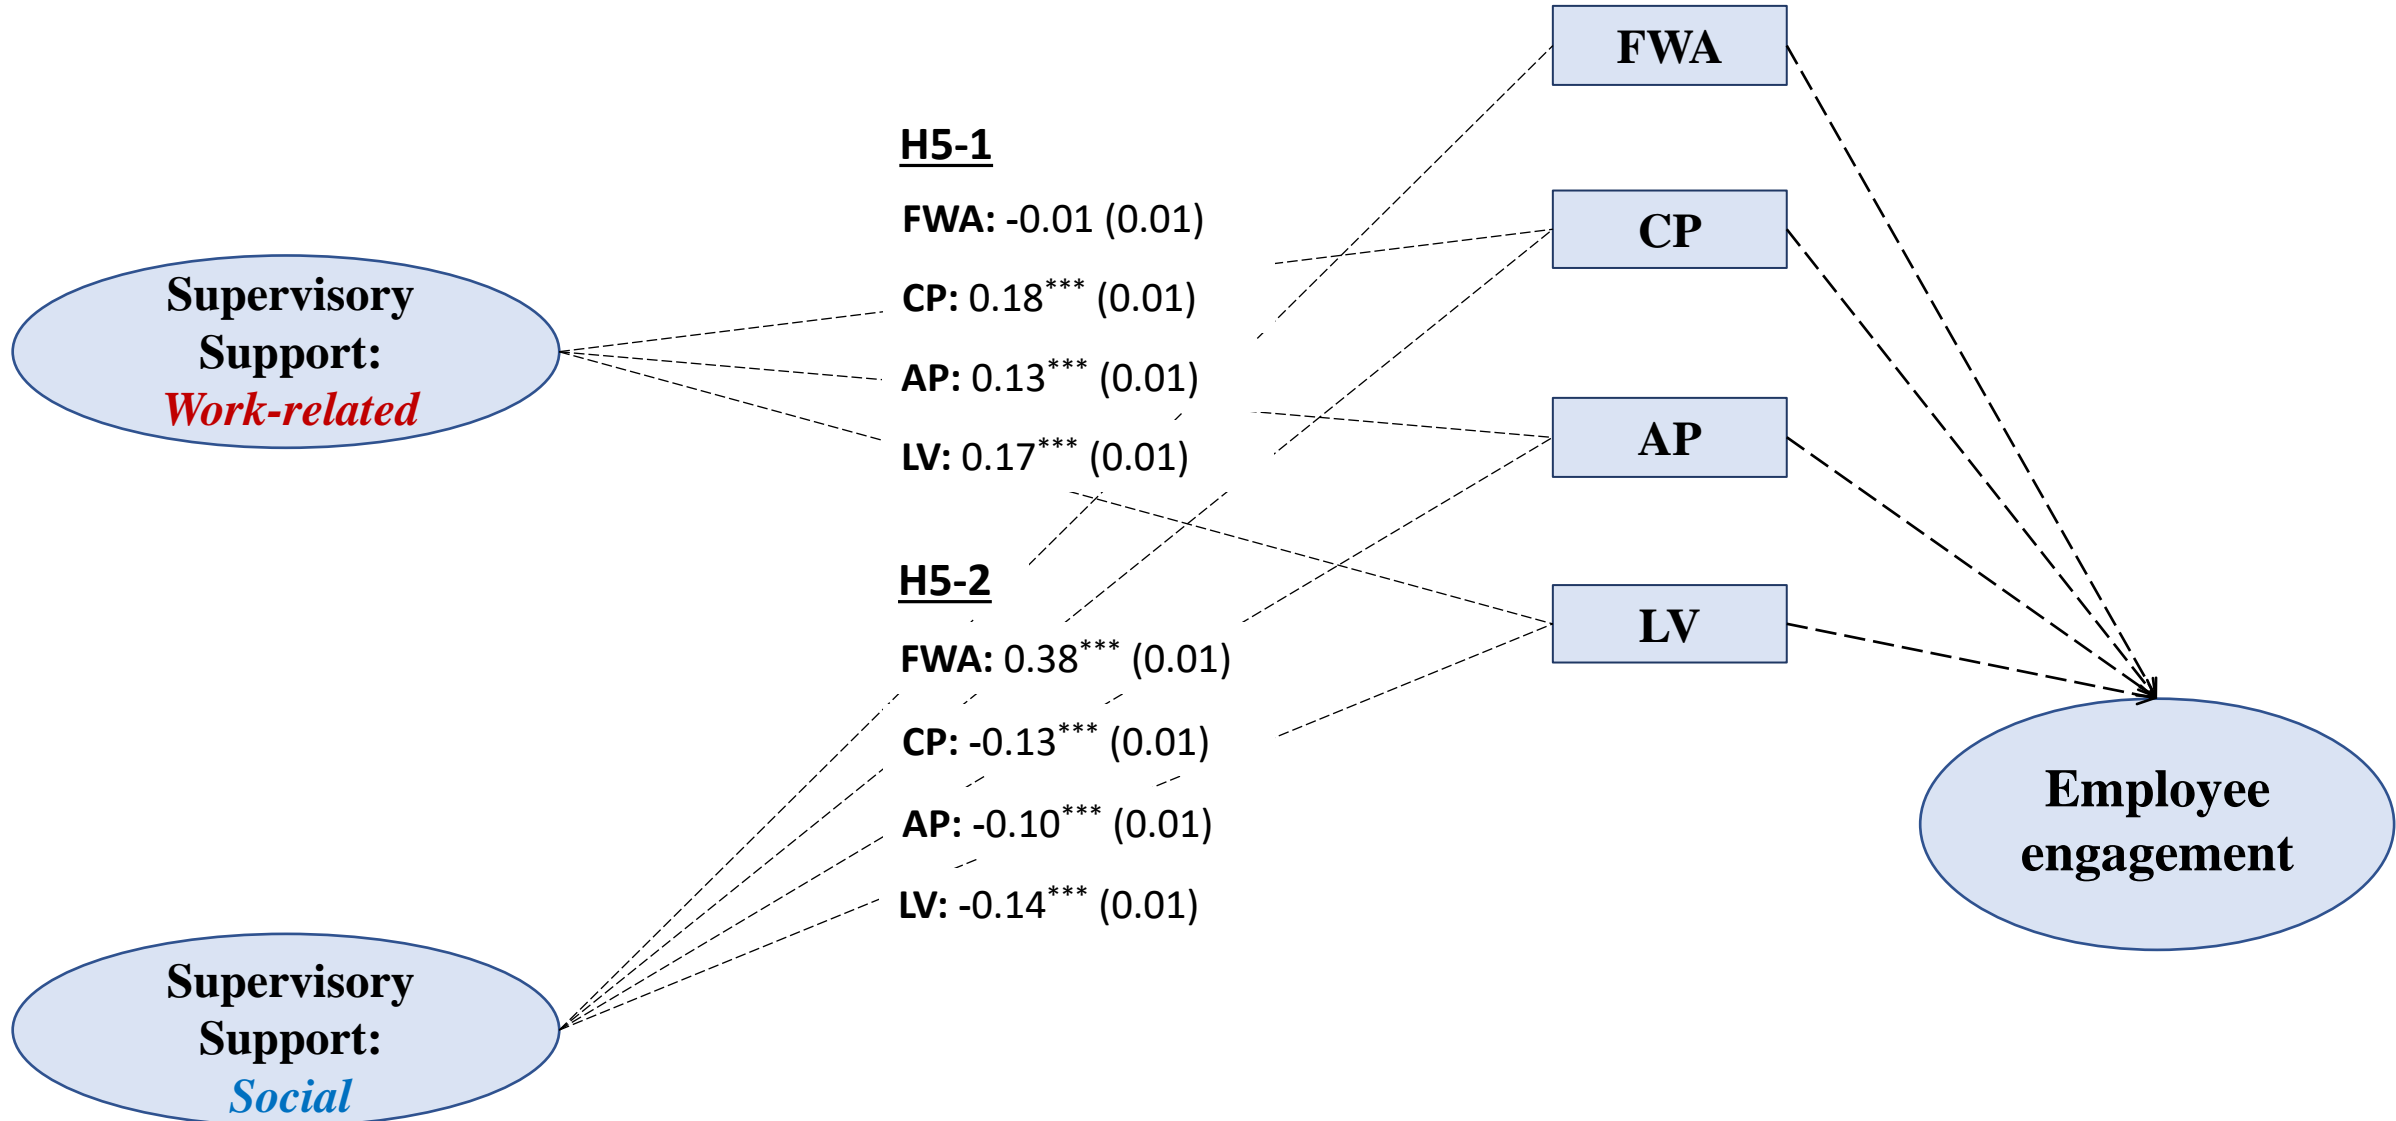 Supervisory
Support:
Work-related
Supervisory
Support:
Social
H5-1
FWA: -0.01 (0.01)
CP: 0.18*** (0.01)
AP: 0.13*** (0.01)
LV: 0.17*** (0.01)
H5-2
FWA: 0.38*** (0.01)
CP: -0.13*** (0.01)
AP: -0.10*** (0.01)
LV: -0.14*** (0.01)
FWA
CP
AP
LV
Employee
engagement